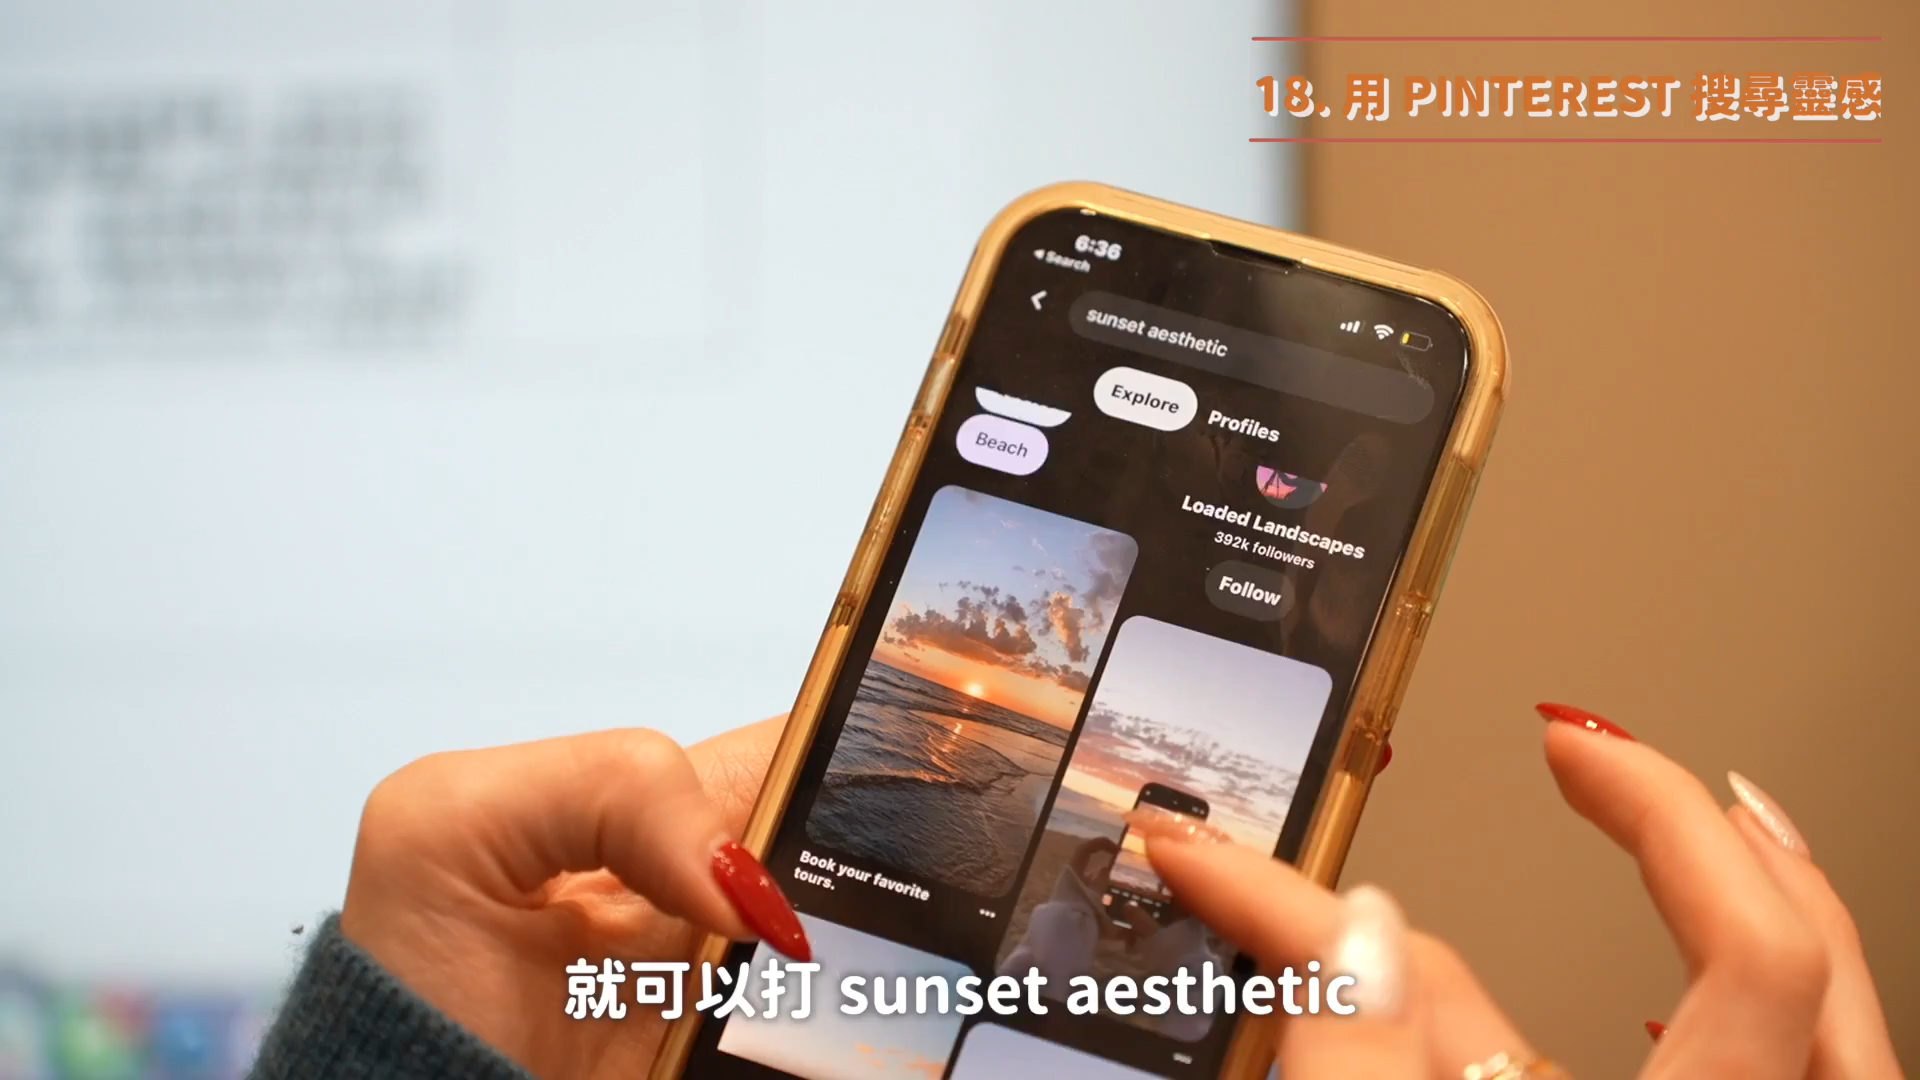 18. 用 PINTEREST 搜尋靈感
6:36
Search
sunset aesthetic
Explore
Profiles
Beach
Loaded Landscapes
392k followers
Follow
Book your favorite
tours.
就可以打 sunset aesthetic